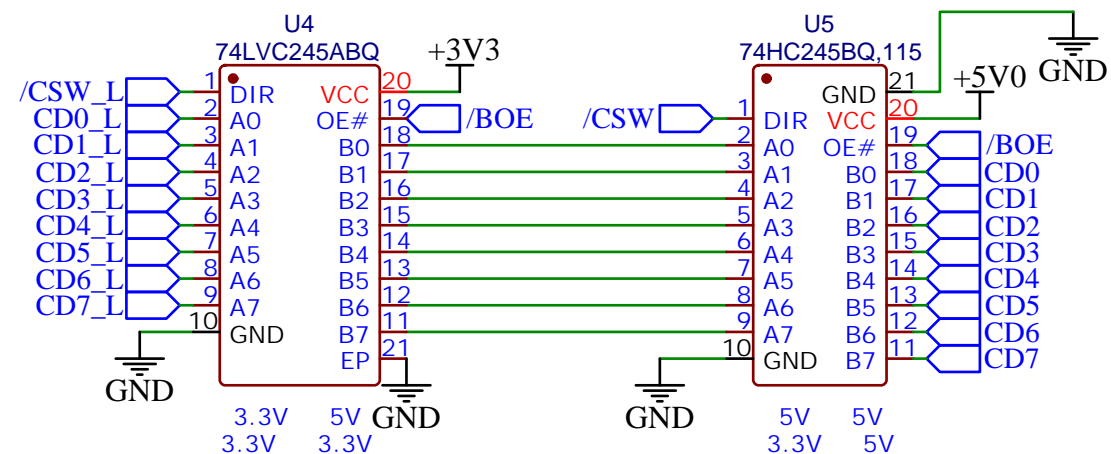 U4
74LVC245ABQ
+3V3
/CSW_L
CD0_L
CD1_L
CD2_L
CD3_L
CD4_L
CD5_L
CD6_L
CD7_L
1
2
3
4
5
6
7
8
9
10
DIR
A0
A1
A2
A3
A4
A5
A6
A7
GND
VCC
OE#
B0
B1
B2
B3
B4
B5
B6
B7
EP
20
19
18
17
16
15
14
13
12
11
21
/BOE
GND
GND
3.3V 5V
3.3V 3.3V
U5
74HC245BQ,115
+5V0
GND
/CSW
1
2
3
4
5
6
7
8
9
10
DIR
A0
A1
A2
A3
A4
A5
A6
A7
GND
GND
VCC
OE#
B0
B1
B2
B3
B4
B5
B6
B7
21
20
19
18
17
16
15
14
13
12
11
/BOE
CD0
CD1
CD2
CD3
CD4
CD5
CD6
CD7
GND
5V 5V
3.3V 5V